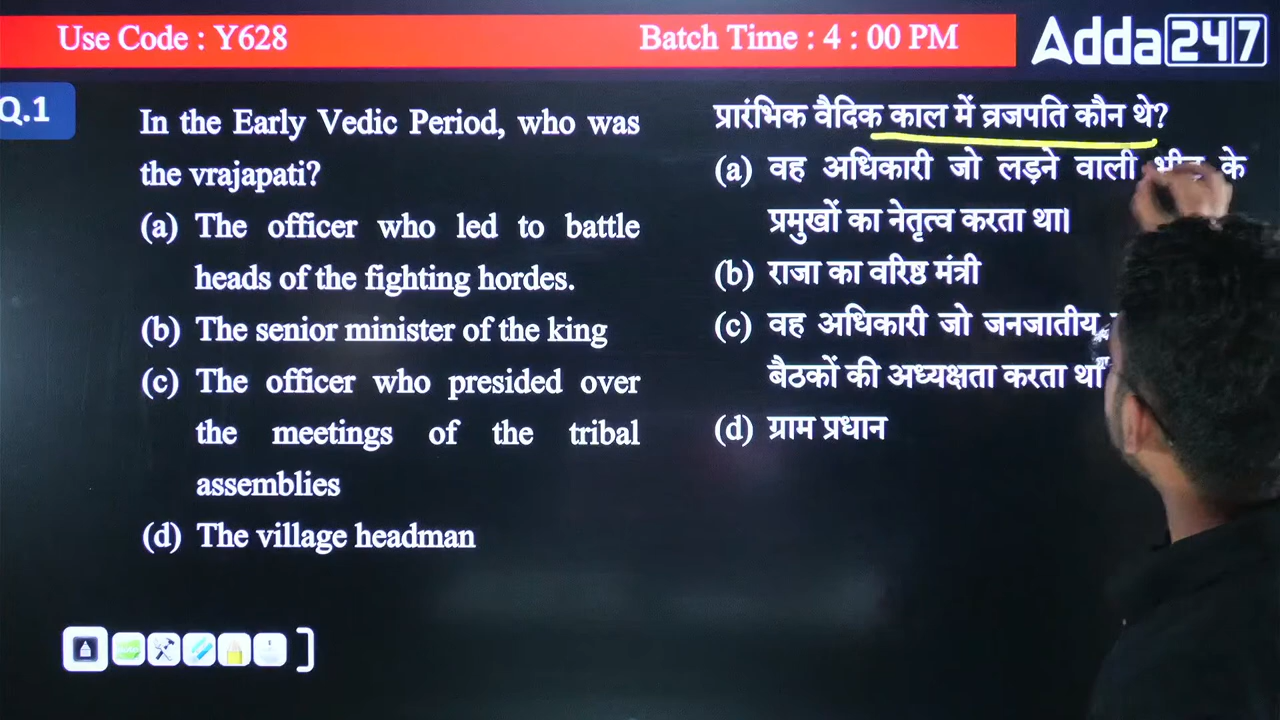 Use Code : Y628
Batch Time : 4 : 00 PM
Adda247
Q.1
In the Early Vedic Period, who was
the vrajapati?
(a) The officer who led to battle
heads of the fighting hordes.
(b) The senior minister of the king
(c) The officer who presided over
the meetings of the tribal
assemblies
(d) The village headman
प्रारंभिक वैदिक काल में व्रजपति कौन थे?
(a) वह अधिकारी जो लड़ने वाली के
प्रमुखों का नेतृत्व करता था।
(b) राजा का वरिष्ठ मंत्री
(c) वह अधिकारी जो जनजातीय
बैठकों की अध्यक्षता करता था
(d) ग्राम प्रधान